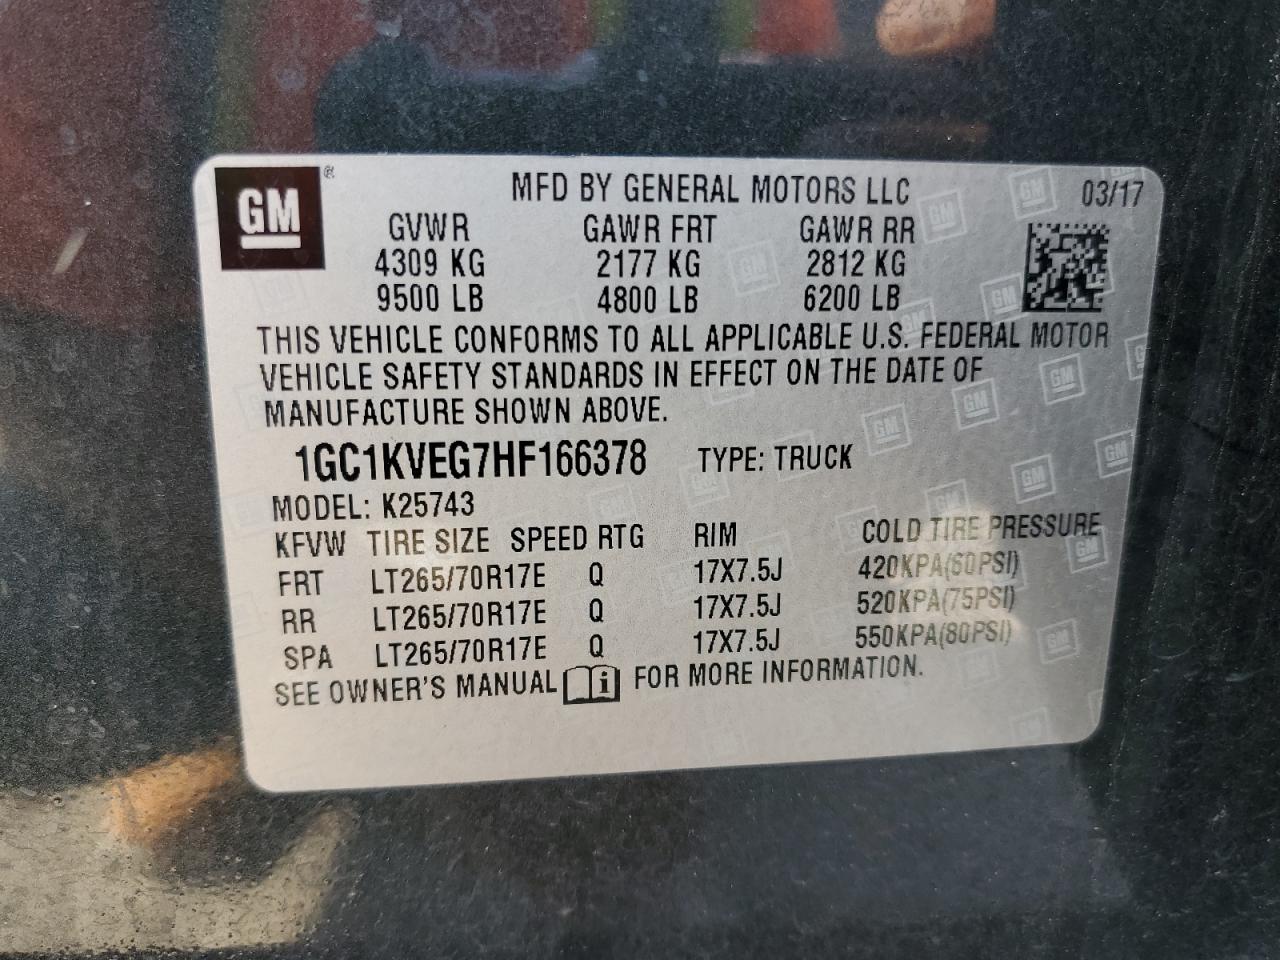 GM®
MFD BY GENERAL MOTORS LLC 03/17
GVWR GAWR FRT GAWR RR
4309 KG 2177 KG 2812 KG
9500 LB 4800 LB 6200 LB
THIS VEHICLE CONFORMS TO ALL APPLICABLE U.S. FEDERAL MOTOR
VEHICLE SAFETY STANDARDS IN EFFECT ON THE DATE OF
MANUFACTURE SHOWN ABOVE.
1GC1KVEG7HF166378 TYPE: TRUCK
MODEL: K25743
KFVW TIRE SIZE SPEED RTG RIM COLD TIRE PRESSURE
FRT LT265/70R17E Q 17X7.5J 420KPA(60PSI)
RR LT265/70R17E Q 17X7.5J 520KPA(75PSI)
SPA LT265/70R17E Q 17X7.5J 550KPA(80PSI)
SEE OWNER'S MANUAL i FOR MORE INFORMATION.